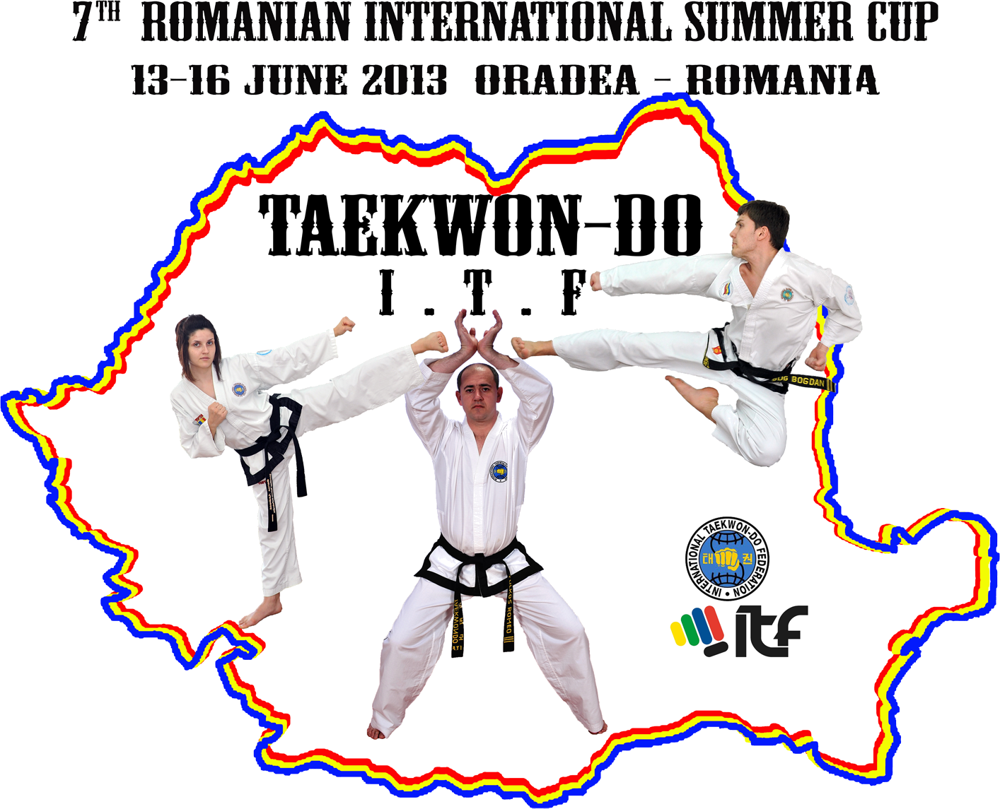 7TH ROMANIAN INTERNATIONAL SUMMER CUP
13-16 JUNE 2013 ORADEA - ROMANIA
TAEKWON-DO
I . T . F
BOGDAN
ROMEO
TAEKWONDO
INTERNATIONAL TAEKWON-DO FEDERATION
태 권
itf